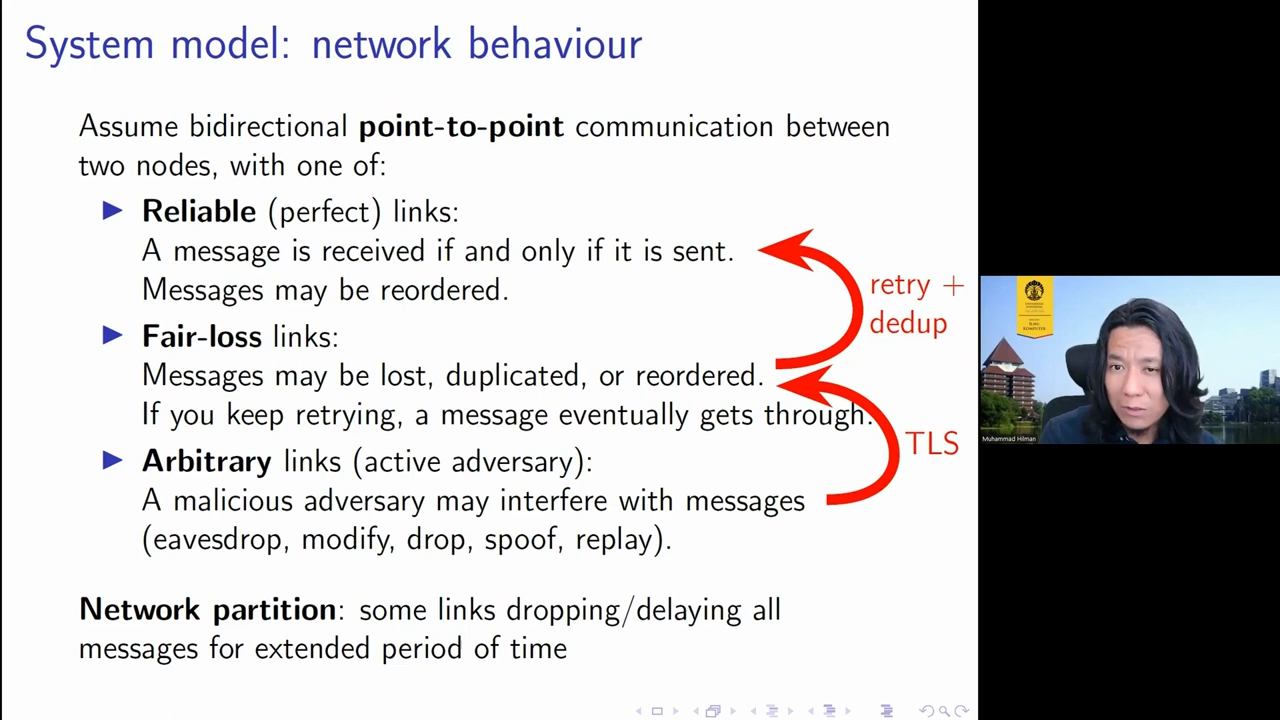 System model: network behaviour
Assume bidirectional point-to-point communication between
two nodes, with one of:
Reliable (perfect) links:
A message is received if and only if it is sent.
Messages may be reordered.
retry +
dedup
Fair-loss links:
Messages may be lost, duplicated, or reordered.
If you keep retrying, a message eventually gets through.
TLS
Arbitrary links (active adversary):
A malicious adversary may interfere with messages
(eavesdrop, modify, drop, spoof, replay).
Network partition: some links dropping/delaying all
messages for extended period of time
ILMU
KOMPUTER
Muhammad Hilman